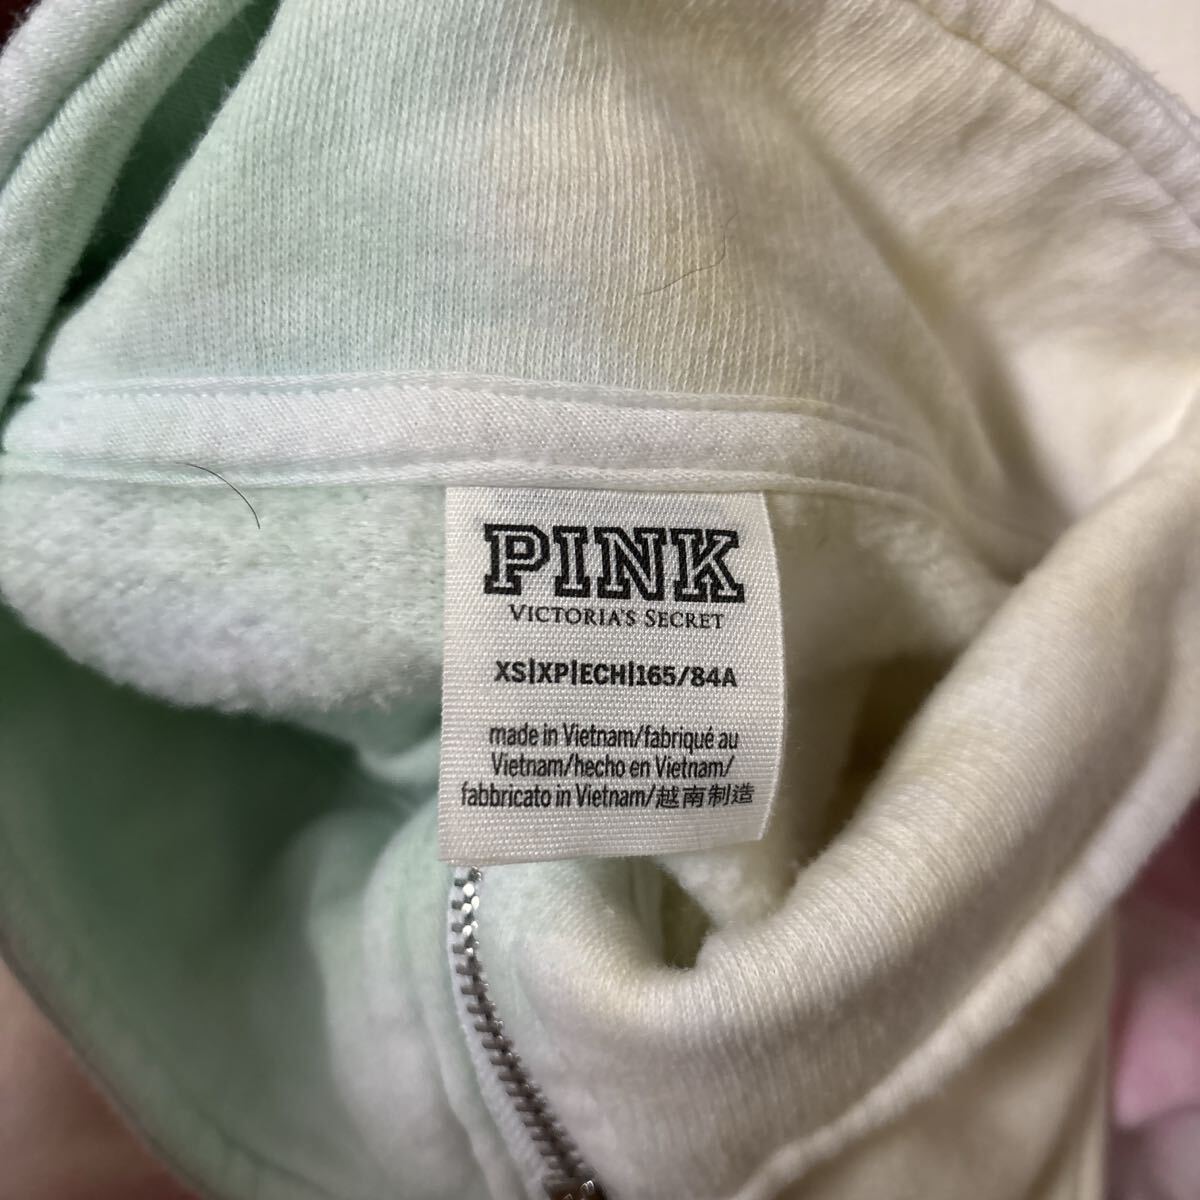 PINK
VICTORIA'S SECRET
XS|XP|ECH|165/84A
made in Vietnam/fabriqué au
Vietnam/hecho en Vietnam/
fabbricato in Vietnam/越南制造